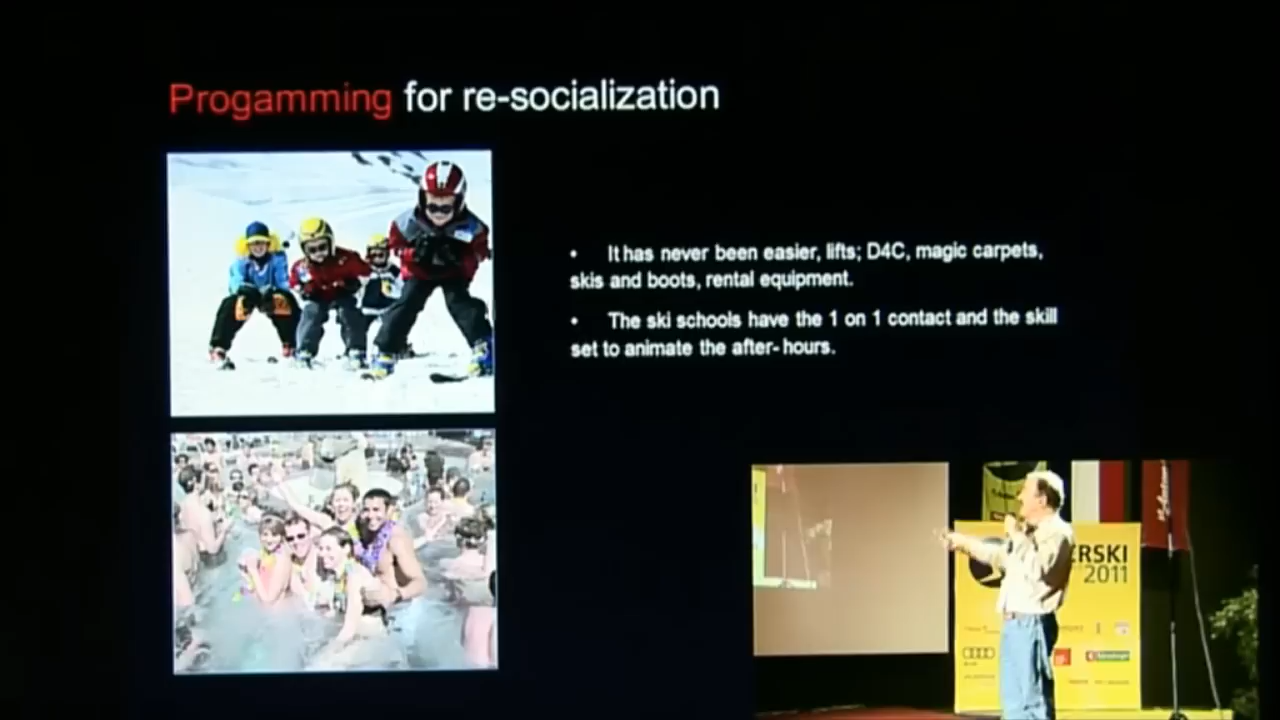 Progamming for re-socialization
• It has never been easier, lifts; D4C, magic carpets,
skis and boots, rental equipment.
• The ski schools have the 1 on 1 contact and the skill
set to animate the after-hours.
ERSKI
2011